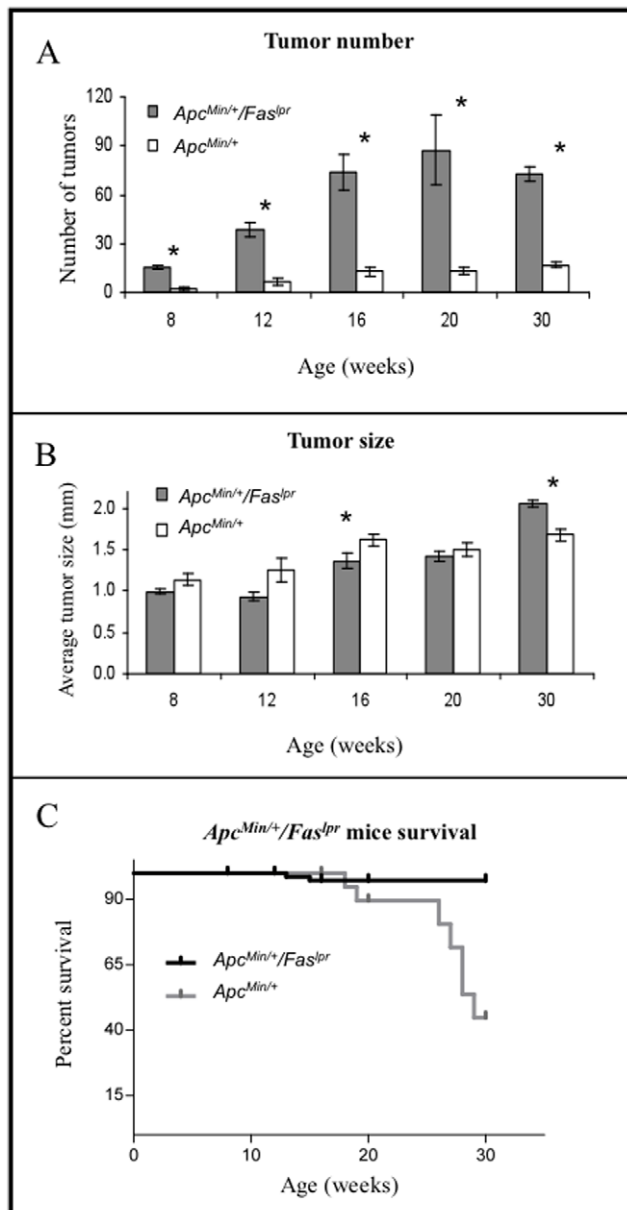 A
Tumor number
Number of tumors
120
90
60
30
0
Apc^Min/+/Fas^lpr
Apc^Min/+
*
*
*
*
*
8 12 16 20 30
Age (weeks)
B
Tumor size
Average tumor size (mm)
2.0
1.5
1.0
0.5
0.0
Apc^Min/+/Fas^lpr
Apc^Min/+
*
*
8 12 16 20 30
Age (weeks)
C
Apc^Min/+/Fas^lpr mice survival
Percent survival
90
65
40
15
Apc^Min/+/Fas^lpr
Apc^Min/+
0 10 20 30
Age (weeks)